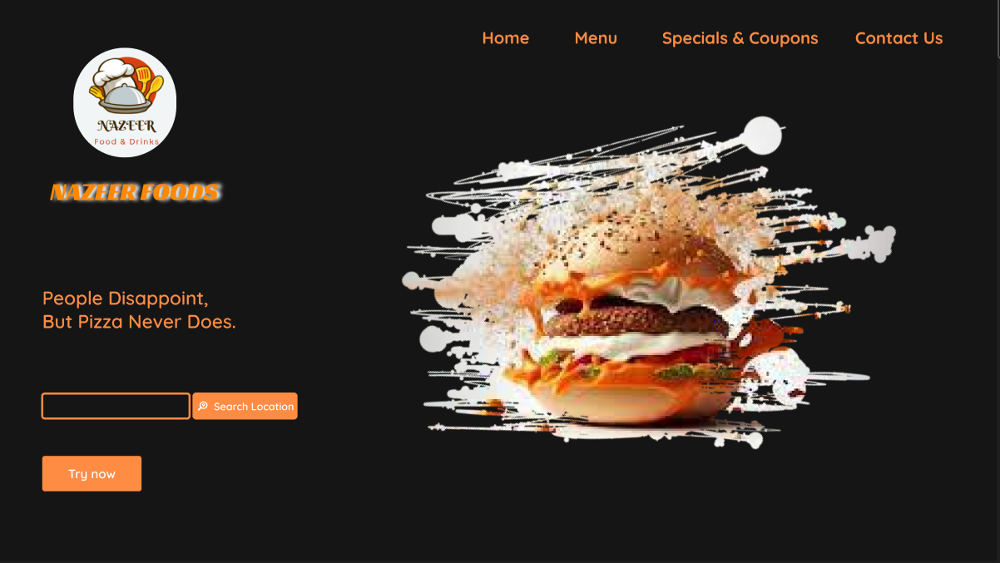 Home Menu Specials & Coupons Contact Us
NAZEER
Food & Drinks
NAZEER FOODS
People Disappoint,
But Pizza Never Does.
Search Location
Try now